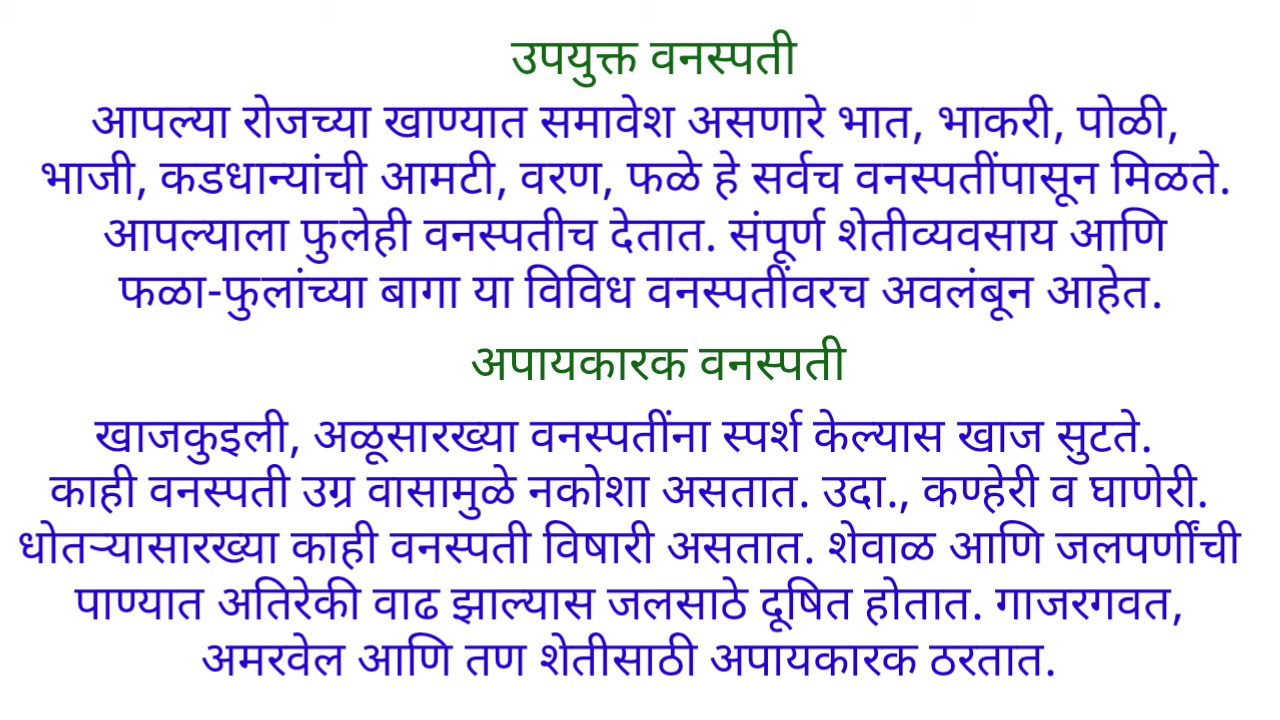 उपयुक्त वनस्पती
आपल्या रोजच्या खाण्यात समावेश असणारे भात, भाकरी, पोळी,
भाजी, कडधान्यांची आमटी, वरण, फळे हे सर्वच वनस्पतींपासून मिळते.
आपल्याला फुलेही वनस्पतीच देतात. संपूर्ण शेतीव्यवसाय आणि
फळा-फुलांच्या बागा या विविध वनस्पतींवरच अवलंबून आहेत.
अपायकारक वनस्पती
खाजकुइली, अळूसारख्या वनस्पतींना स्पर्श केल्यास खाज सुटते.
काही वनस्पती उग्र वासामुळे नकोशा असतात. उदा., कण्हेरी व घाणेरी.
धोतऱ्यासारख्या काही वनस्पती विषारी असतात. शेवाळ आणि जलपर्णींची
पाण्यात अतिरेकी वाढ झाल्यास जलसाठे दूषित होतात. गाजरगवत,
अमरवेल आणि तण शेतीसाठी अपायकारक ठरतात.